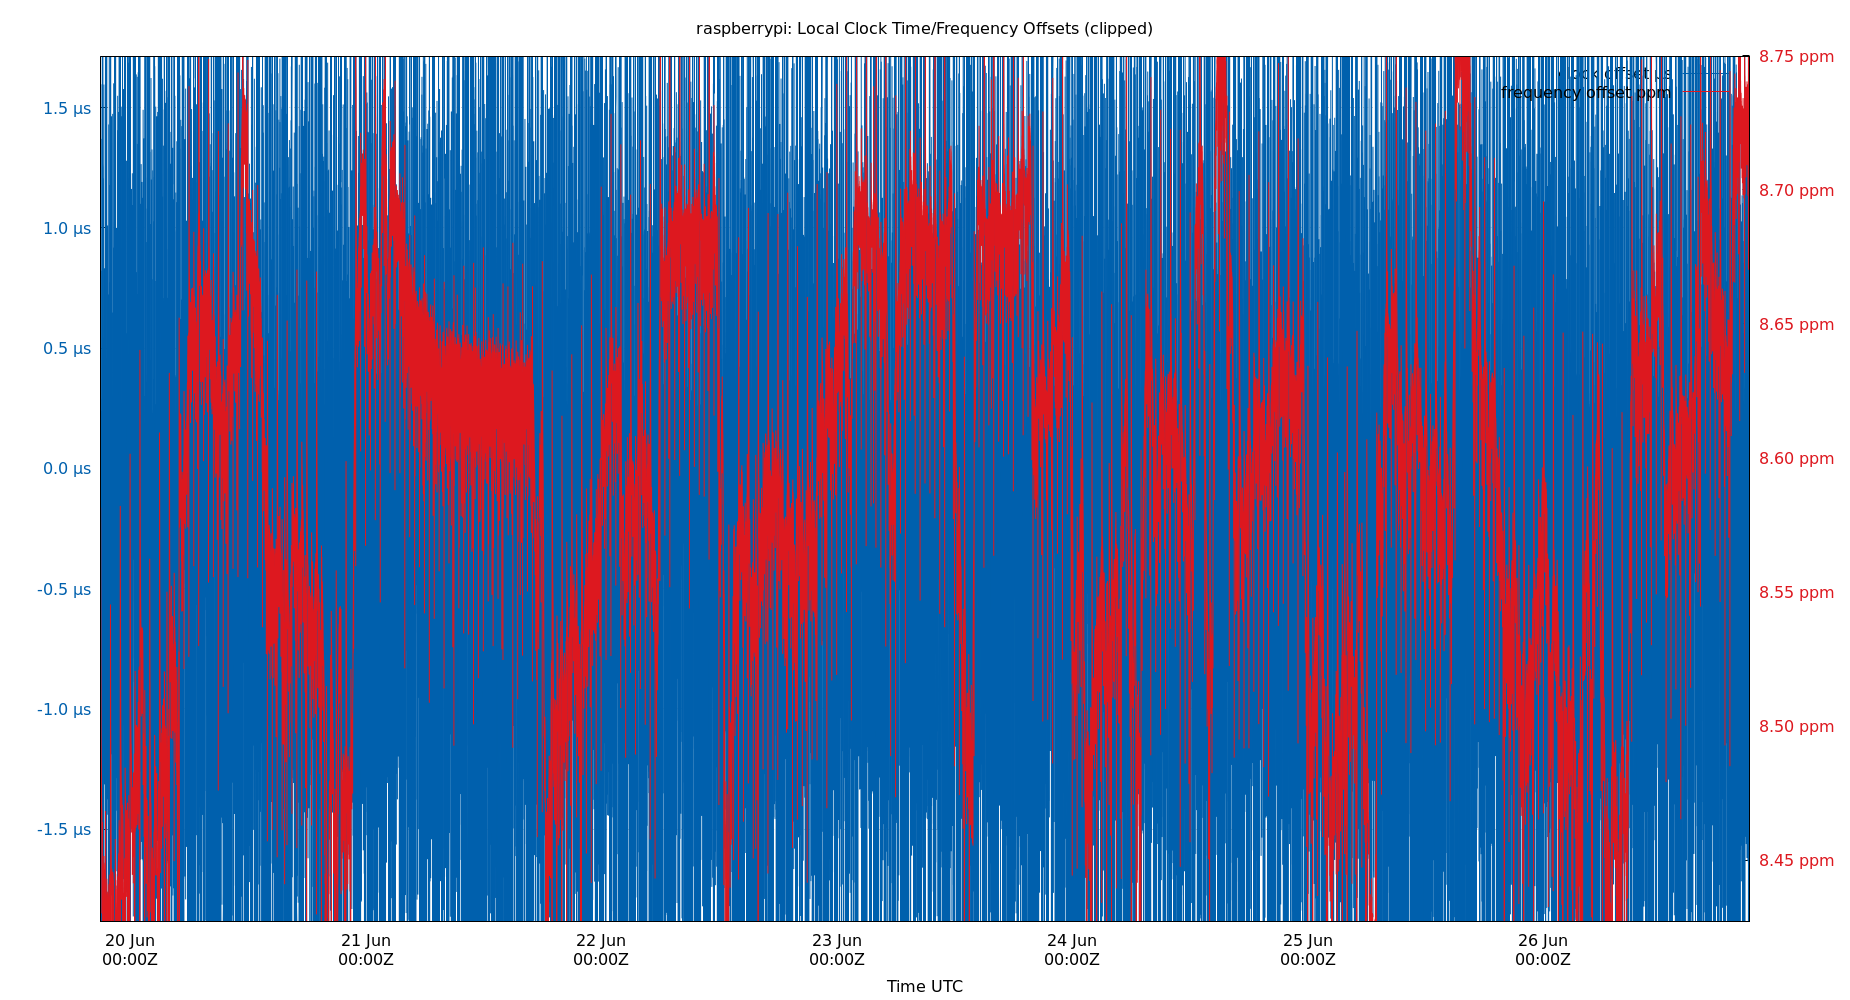 raspberrypi: Local Clock Time/Frequency Offsets (clipped)
8.75 ppm
clock offset µs
frequency offset ppm
1.5 µs
8.70 ppm
1.0 µs
8.65 ppm
0.5 µs
0.0 µs
8.60 ppm
-0.5 µs
8.55 ppm
-1.0 µs
8.50 ppm
-1.5 µs
8.45 ppm
20 Jun 21 Jun 22 Jun 23 Jun 24 Jun 25 Jun 26 Jun
00:00Z 00:00Z 00:00Z 00:00Z 00:00Z 00:00Z 00:00Z
Time UTC